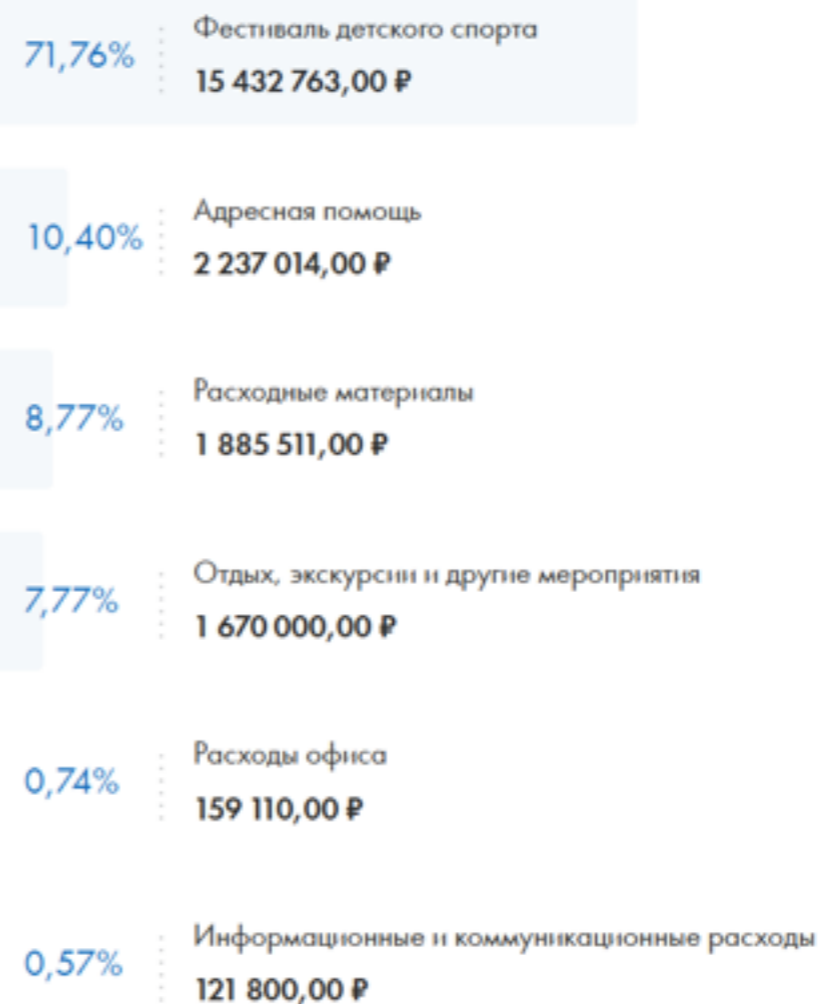 71,76%
Фестиваль детского спорта
15 432 763,00 ₽
10,40%
Адресная помощь
2 237 014,00 ₽
8,77%
Расходные материалы
1 885 511,00 ₽
7,77%
Отдых, экскурсии и другие мероприятия
1 670 000,00 ₽
0,74%
Расходы офиса
159 110,00 ₽
0,57%
Информационные и коммуникационные расходы
121 800,00 ₽